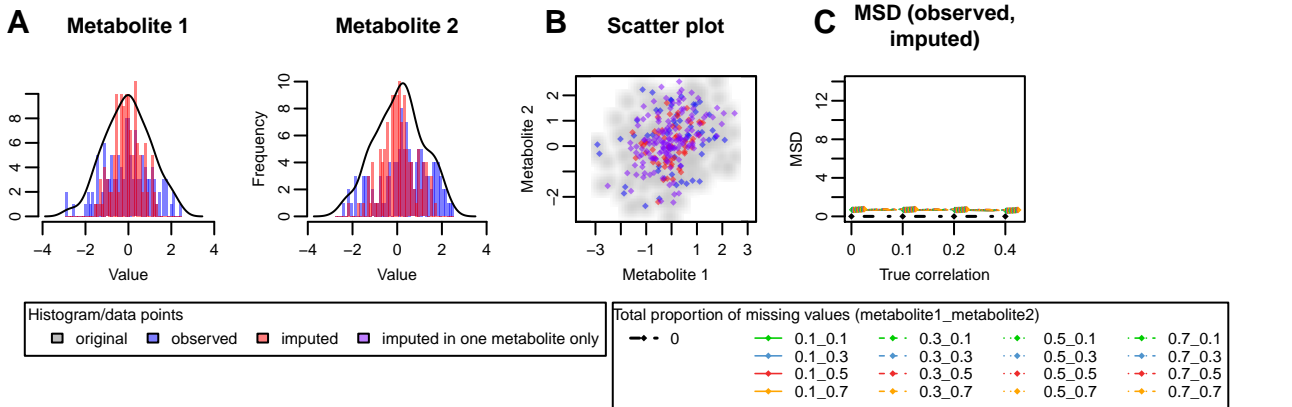 A
Metabolite 1
0
2
4
6
8
−4
−2
0
2
4
Value
Metabolite 2
Frequency
0
2
4
6
8
10
−4
−2
0
2
4
Value
B
Scatter plot
Metabolite 2
−2
0
1
2
−3
−1
1
2
3
Metabolite 1
C
MSD (observed,
imputed)
MSD
0
4
8
12
0
0.1
0.2
0.4
True correlation
Histogram/data points
original
observed
imputed
imputed in one metabolite only
Total proportion of missing values (metabolite1_metabolite2)
0
0.1_0.1
0.1_0.3
0.1_0.5
0.1_0.7
0.3_0.1
0.3_0.3
0.3_0.5
0.3_0.7
0.5_0.1
0.5_0.3
0.5_0.5
0.5_0.7
0.7_0.1
0.7_0.3
0.7_0.5
0.7_0.7